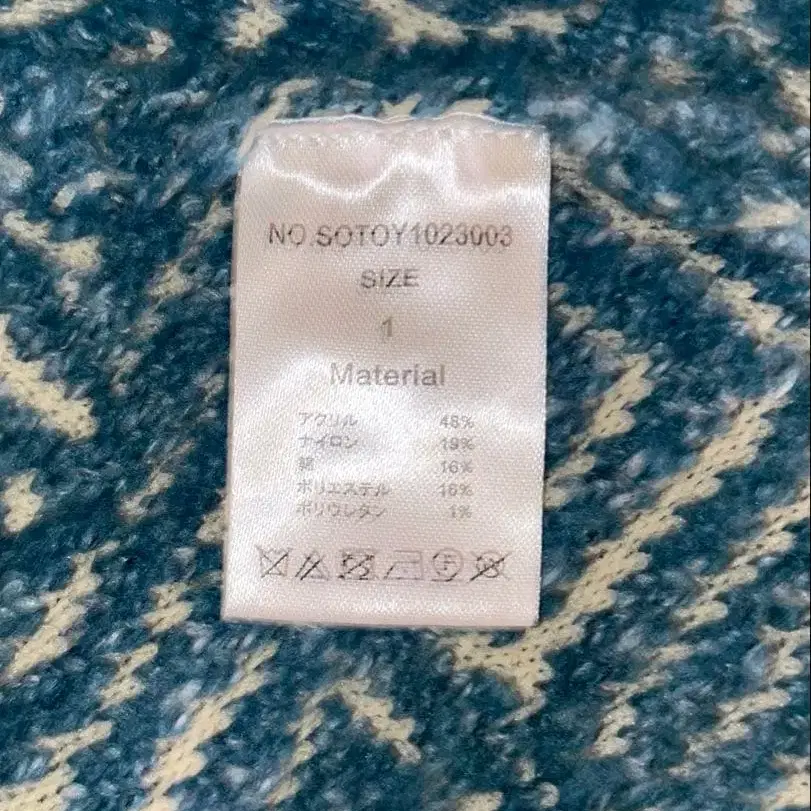 NO.SOTOY1023003
SIZE
1
Material
アクリル 48%
ナイロン 19%
綿 16%
ポリエステル 16%
ポリウレタン 1%
F
W